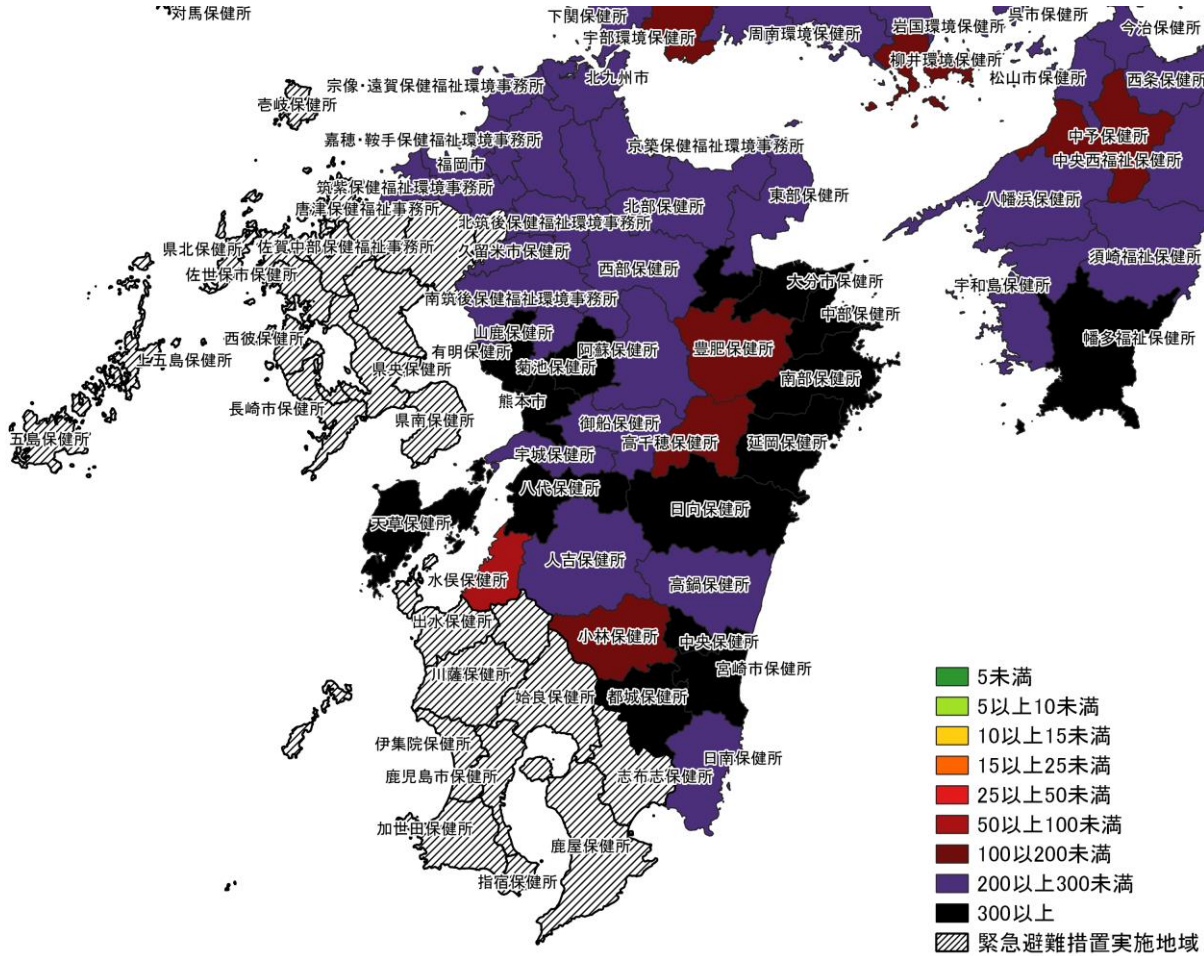 対馬保健所
下関保健所
宇部環境保健所
周南環境保健所
岩国環境保健所
呉市保健所
今治保健所
柳井環境保健所
松山市保健所
西条保健所
北九州市
宗像・遠賀保健福祉環境事務所
壱岐保健所
嘉穂・鞍手保健福祉環境事務所
京築保健福祉環境事務所
中予保健所
福岡市
中央西福祉保健所
筑紫保健福祉環境事務所
東部保健所
八幡浜保健所
唐津保健福祉事務所
北部保健所
北筑後保健福祉環境事務所
県北保健所
佐賀中部保健福祉事務所
久留米市保健所
西部保健所
須崎福祉保健所
佐世保市保健所
大分市保健所
宇和島保健所
南筑後保健福祉環境事務所
中部保健所
山鹿保健所
西彼保健所
幡多福祉保健所
上五島保健所
有明保健所
阿蘇保健所
豊肥保健所
菊池保健所
県央保健所
南部保健所
長崎市保健所
熊本市
県南保健所
御船保健所
五島保健所
高千穂保健所
延岡保健所
宇城保健所
八代保健所
日向保健所
天草保健所
人吉保健所
水俣保健所
高鍋保健所
出水保健所
小林保健所
中央保健所
宮崎市保健所
川薩保健所
姶良保健所
都城保健所
伊集院保健所
日南保健所
鹿児島市保健所
志布志保健所
加世田保健所
鹿屋保健所
指宿保健所
5未満
5以上10未満
10以上15未満
15以上25未満
25以上50未満
50以上100未満
100以200未満
200以上300未満
300以上
緊急避難措置実施地域